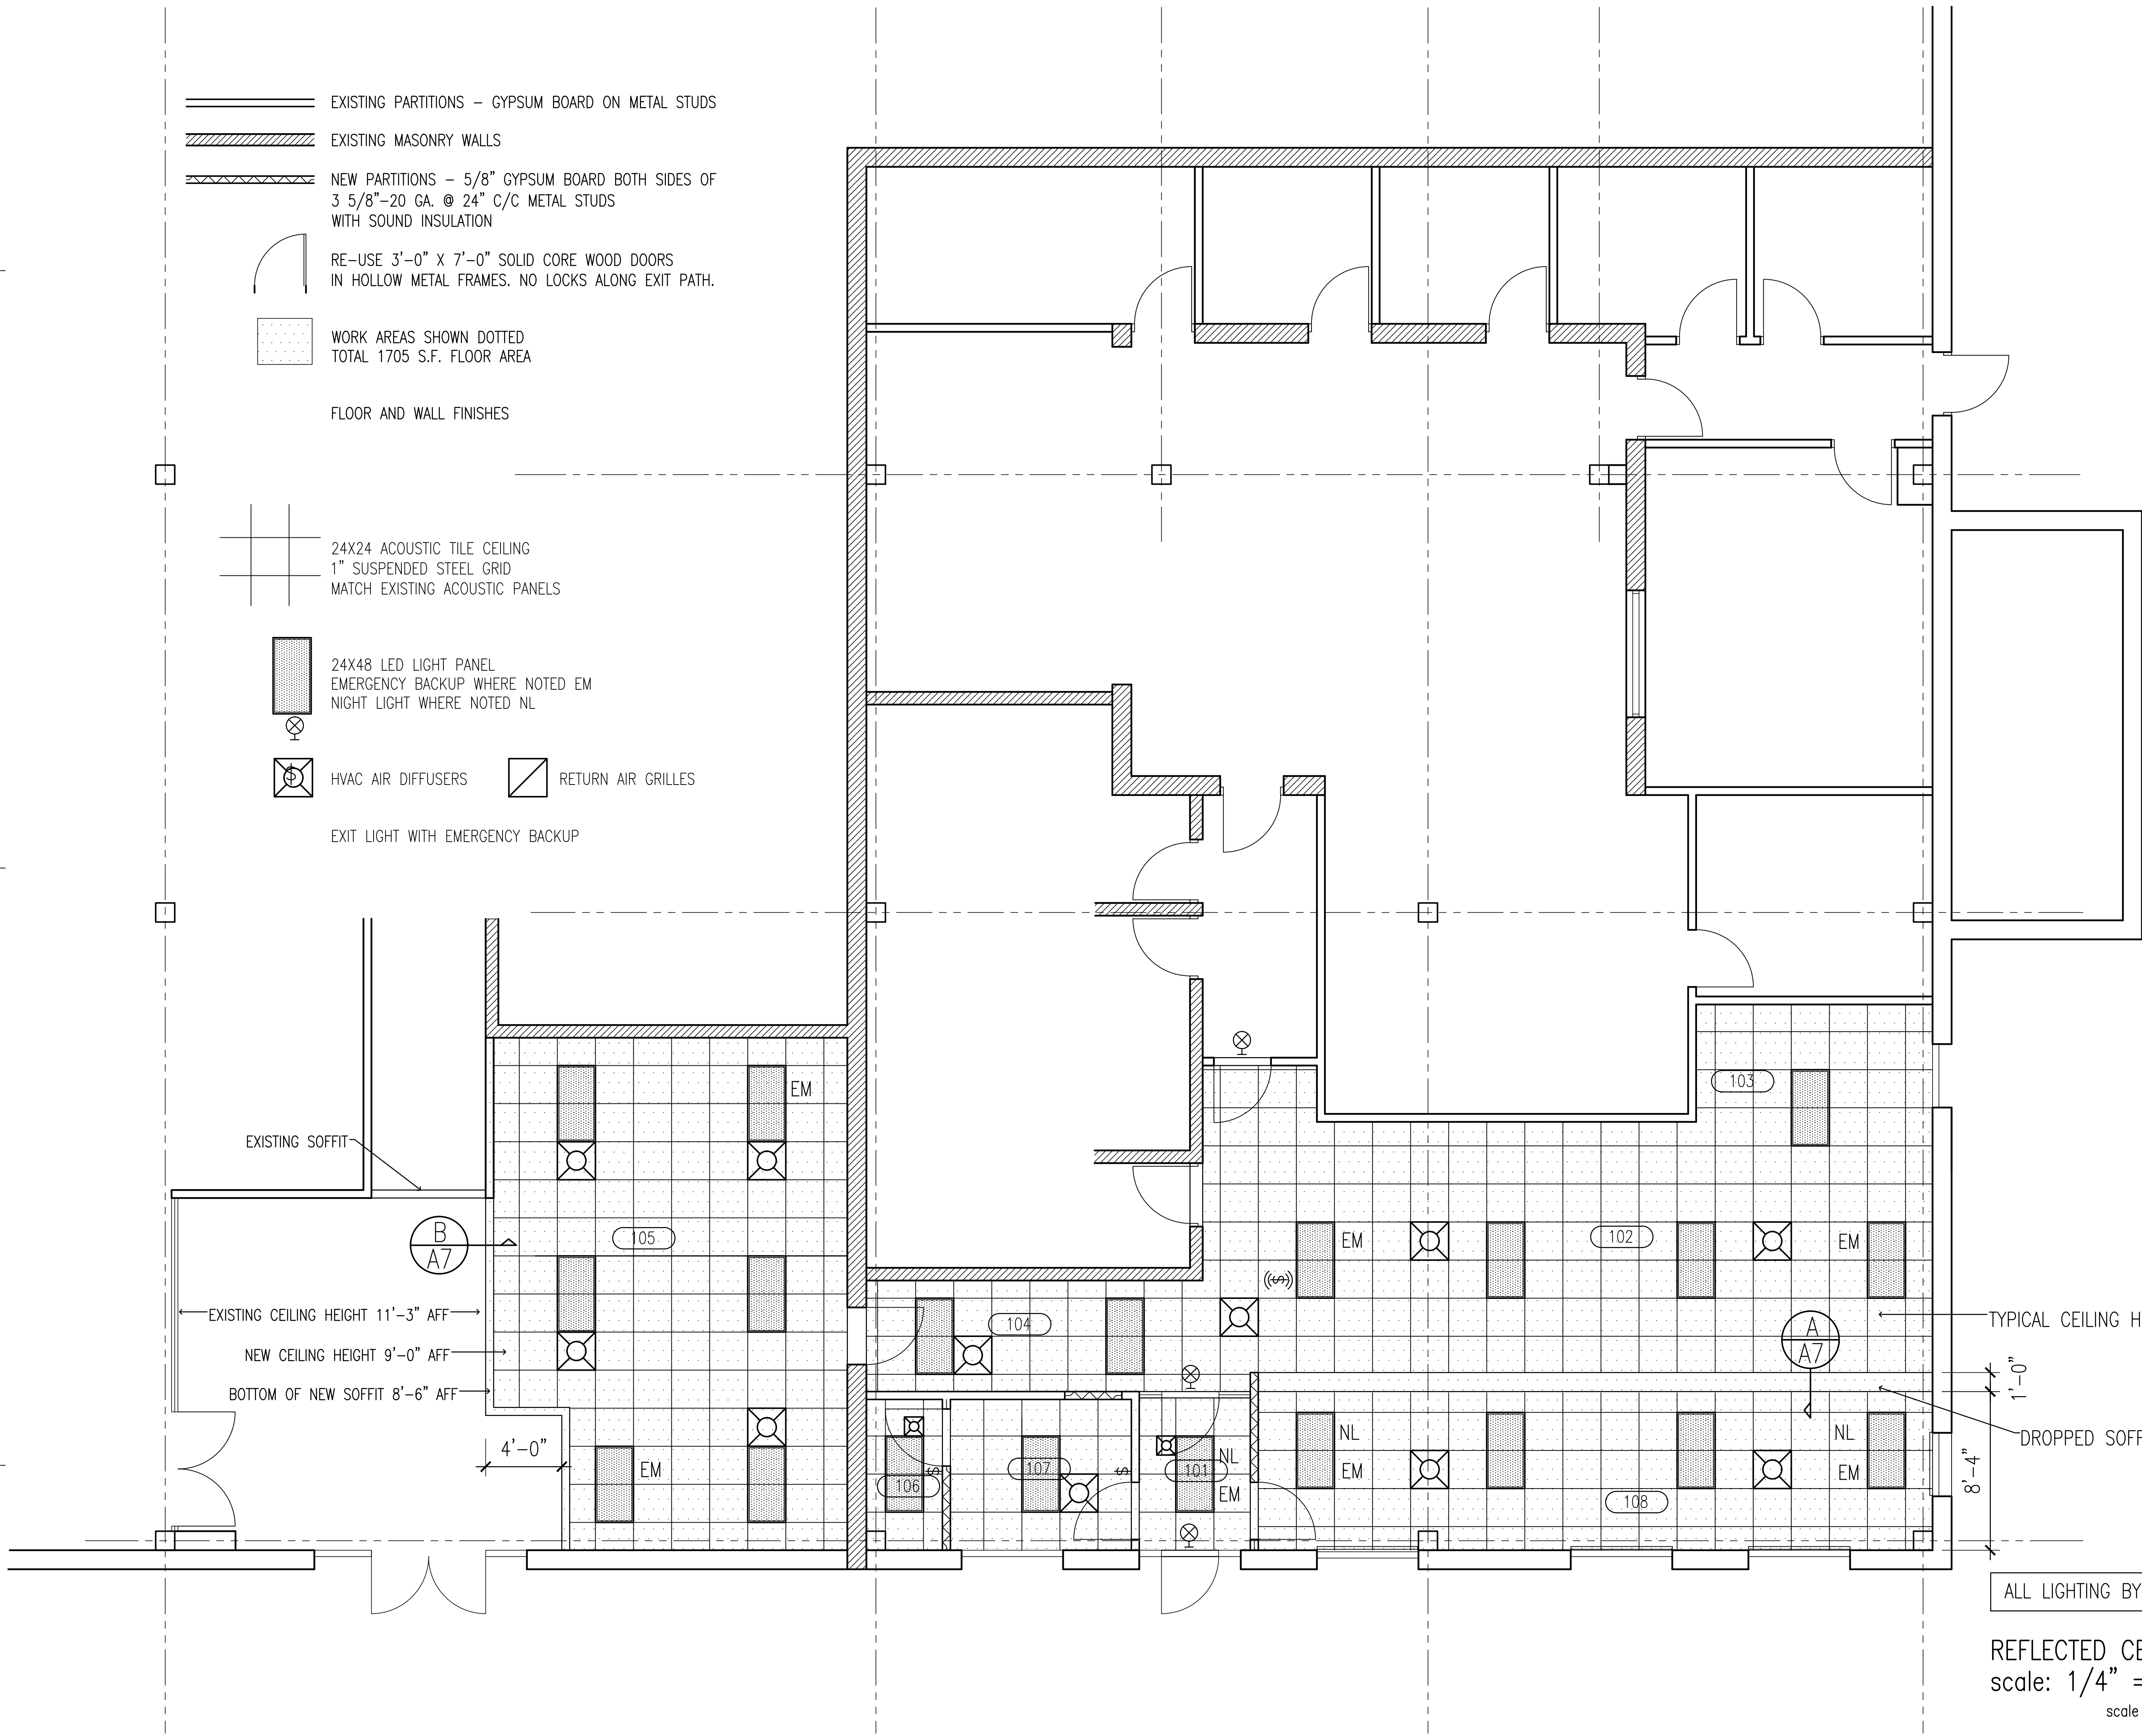 EXISTING PARTITIONS – GYPSUM BOARD ON METAL STUDS
EXISTING MASONRY WALLS
NEW PARTITIONS – 5/8" GYPSUM BOARD BOTH SIDES OF
3 5/8"–20 GA. @ 24" C/C METAL STUDS
WITH SOUND INSULATION
RE–USE 3'–0" X 7'–0" SOLID CORE WOOD DOORS
IN HOLLOW METAL FRAMES. NO LOCKS ALONG EXIT PATH.
WORK AREAS SHOWN DOTTED
TOTAL 1705 S.F. FLOOR AREA
FLOOR AND WALL FINISHES
24X24 ACOUSTIC TILE CEILING
1" SUSPENDED STEEL GRID
MATCH EXISTING ACOUSTIC PANELS
24X48 LED LIGHT PANEL
EMERGENCY BACKUP WHERE NOTED EM
NIGHT LIGHT WHERE NOTED NL
$
HVAC AIR DIFFUSERS
RETURN AIR GRILLES
EXIT LIGHT WITH EMERGENCY BACKUP
EM
103
EXISTING SOFFIT
B
A7
105
EM
102
EM
($)
EXISTING CEILING HEIGHT 11'–3" AFF
104
TYPICAL CEILING H
A
A7
NEW CEILING HEIGHT 9'–0" AFF
BOTTOM OF NEW SOFFIT 8'–6" AFF
1'–0"
4'–0"
NL
NL
DROPPED SOFF
EM
$
106
107
$
101
NL
EM
EM
EM
108
8'–4"
ALL LIGHTING BY
REFLECTED CE
scale: 1/4" =
scale